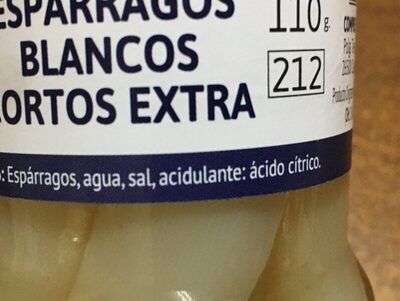 ESPÁRRAGOS
BLANCOS
CORTOS EXTRA
110 g.
212
Espárragos, agua, sal, acidulante: ácido cítrico.